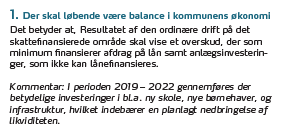 1. Der skal løbende være balance i kommunens økonomi
Det betyder at, Resultatet af den ordinære drift på det
skattefinansierede område skal vise et overskud, der som
minimum finansierer afdrag på lån samt anlægsinvesterin-
ger, som ikke kan lånefinansieres.
Kommentar: I perioden 2019 – 2022 gennemføres der
betydelige investeringer i bl.a. ny skole, nye børnehaver, og
infrastruktur, hvilket indebærer en planlagt nedbringelse af
likviditeten.